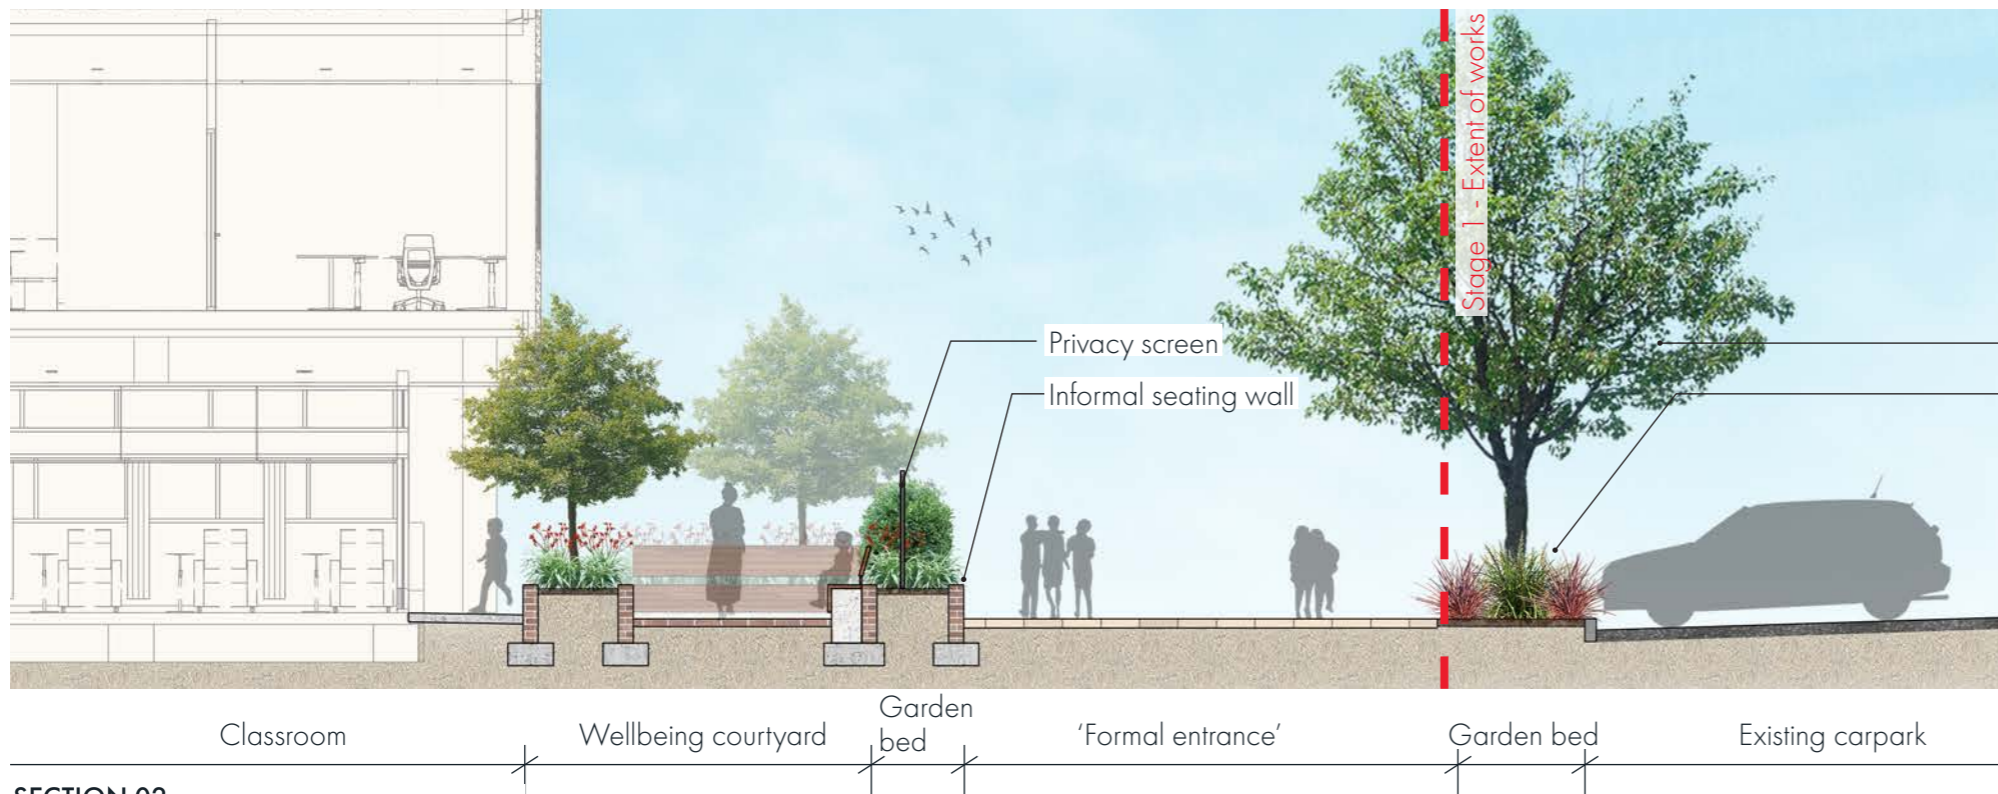 Stage 1 - Extent of works
Privacy screen
Informal seating wall
Classroom
Wellbeing courtyard
Garden
bed
'Formal entrance'
Garden bed
Existing carpark